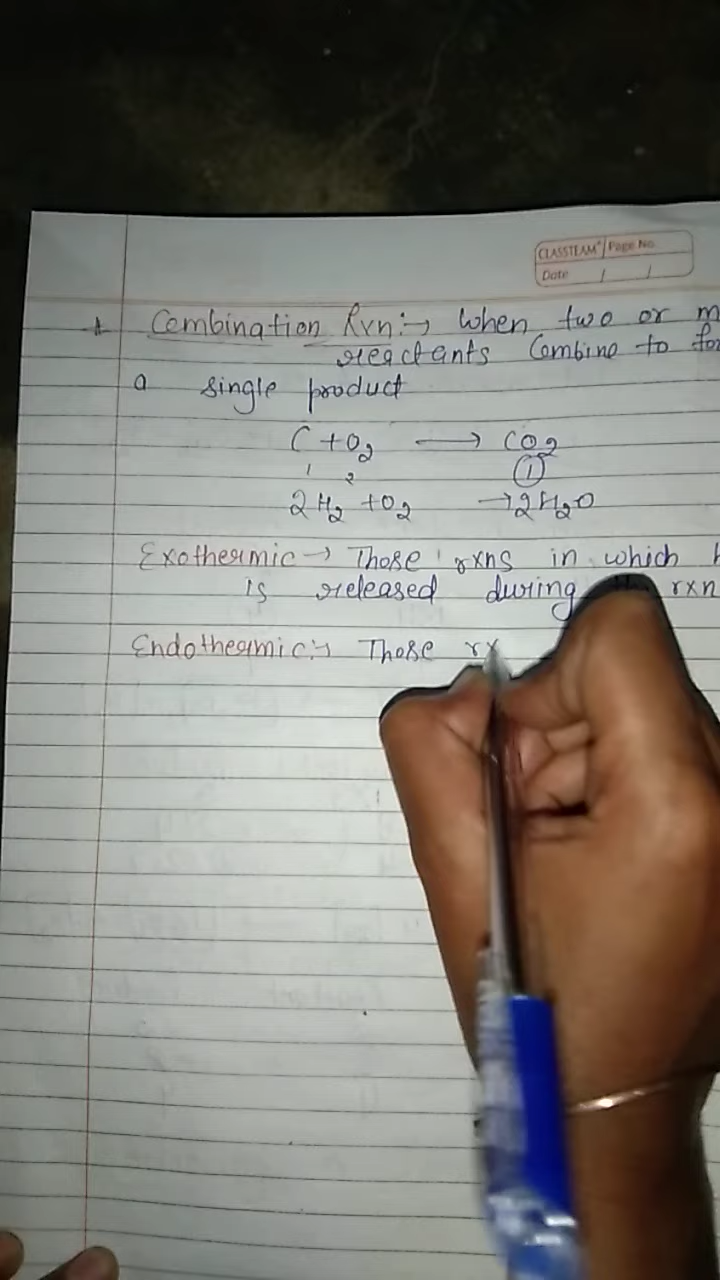 CLASSTEAM Page No.
Date / /
Combination Rxn:→ When two or
reactants Combine to
a single product
C + O2 → CO2
1 2 1
2H2 + O2 → 2H2O
Exothermic → Those rxns in which
is released during rxn
Endothermic:→ Those rx